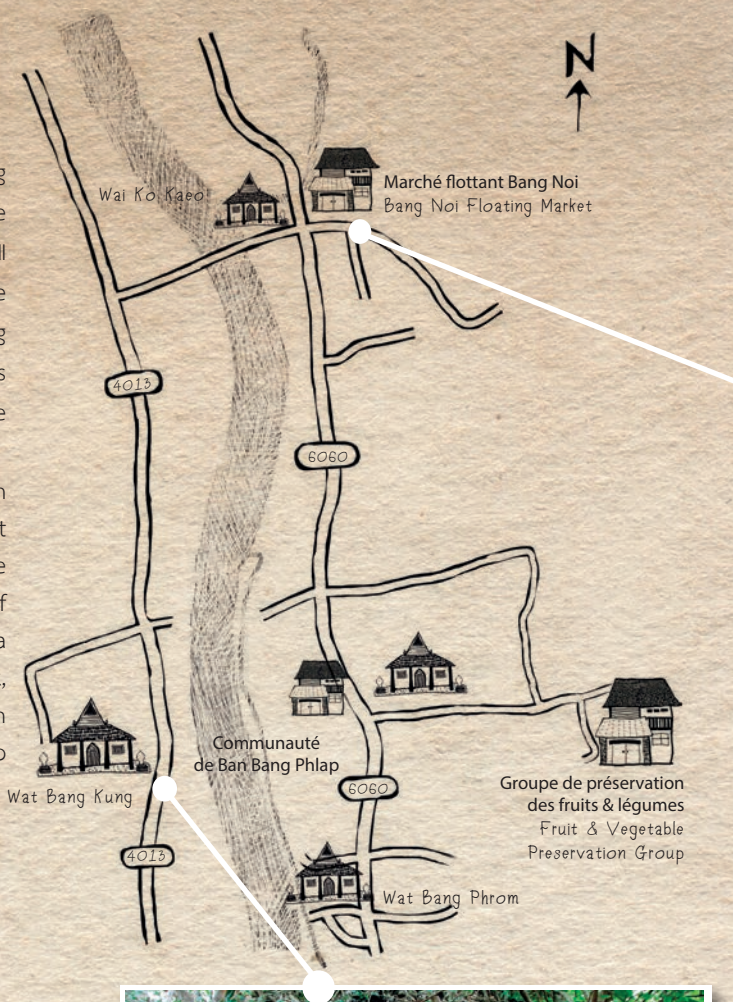 N
Wai Ko Kaeo
Marché flottant Bang Noi
Bang Noi Floating Market
4013
6060
Communauté
de Ban Bang Phlap
Wat Bang Kung
6060
Groupe de préservation
des fruits & légumes
Fruit & Vegetable
Preservation Group
4013
Wat Bang Phrom